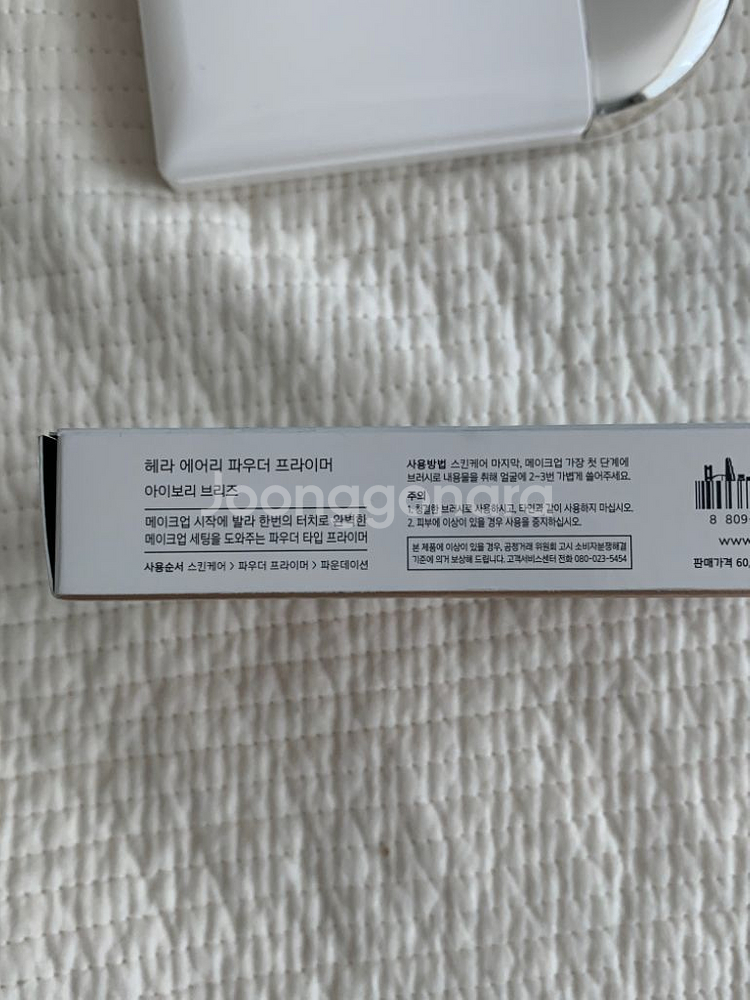 헤라 에어리 파우더 프라이머
아이보리 브리즈
메이크업 시작에 발라 한번의 터치로 완벽한
메이크업 세팅을 도와주는 파우더 타입 프라이머
사용순서 스킨케어 > 파우더 프라이머 > 파운데이션
사용방법 스킨케어 마지막, 메이크업 가장 첫 단계에
브러시로 내용물을 취해 얼굴에 2~3번 가볍게 쓸어주세요.
주의
1. 청결한 브러시로 사용하시고, 타인과 같이 사용하지 마십시오.
2. 피부에 이상이 있을 경우 사용을 중지하십시오.
본 제품에 이상이 있을 경우, 공정거래 위원회 고시 소비자분쟁해결
기준에 의거 보상해 드립니다. 고객서비스센터 전화 080-023-5454
8 809
www.
판매가격 60,
Joonggonara